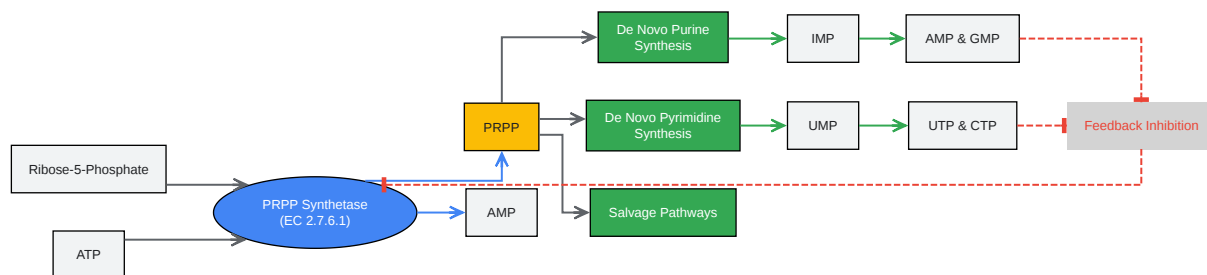 De Novo Purine
Synthesis
IMP
AMP & GMP
PRPP
De Novo Pyrimidine
Synthesis
UMP
UTP & CTP
Feedback Inhibition
Ribose-5-Phosphate
PRPP Synthetase
(EC 2.7.6.1)
AMP
Salvage Pathways
ATP